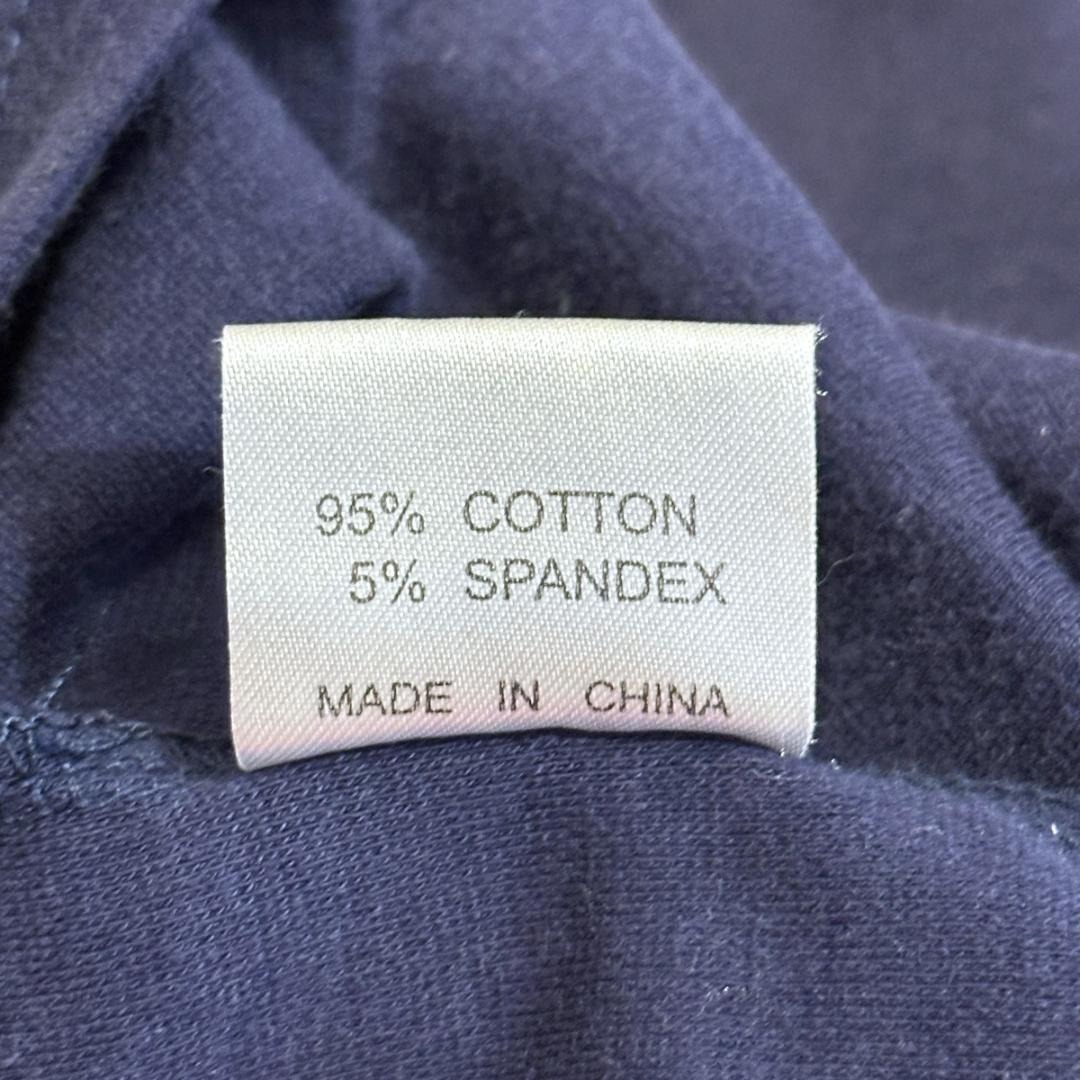 95% COTTON
5% SPANDEX
MADE IN CHINA